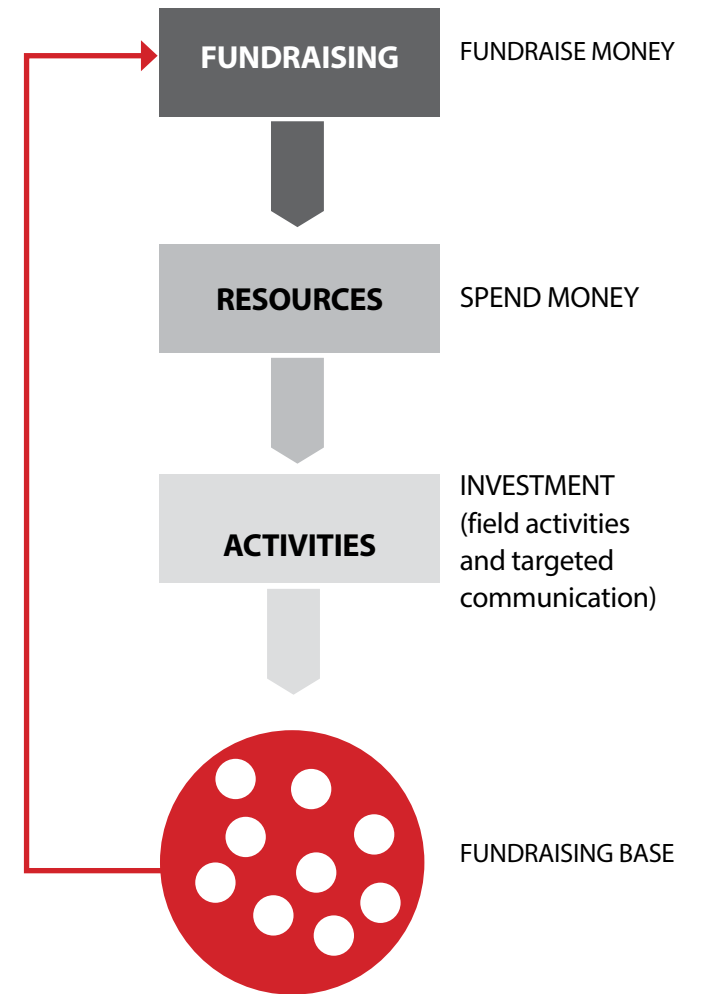 FUNDRAISING
FUNDRAISE MONEY
RESOURCES
SPEND MONEY
ACTIVITIES
INVESTMENT
(field activities
and targeted
communication)
FUNDRAISING BASE